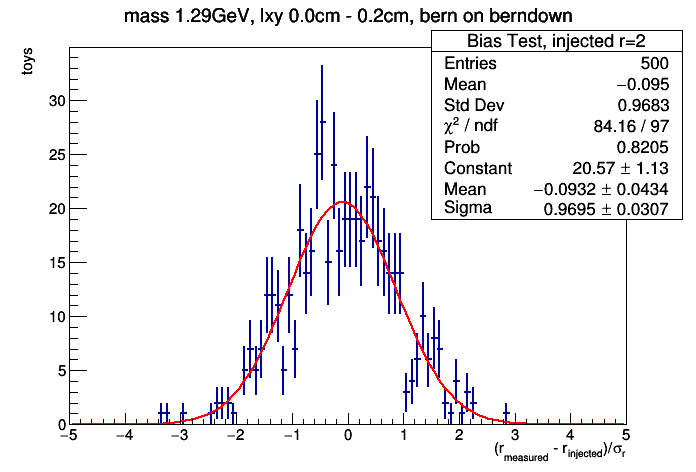 mass 1.29GeV, lxy 0.0cm - 0.2cm, bern on berndown
Bias Test, injected r=2
Entries 500
Mean −0.095
Std Dev 0.9683
χ² / ndf 84.16 / 97
Prob 0.8205
Constant 20.57 ± 1.13
Mean −0.0932 ± 0.0434
Sigma 0.9695 ± 0.0307
toys
30
25
20
15
10
5
0
−5 −4 −3 −2 −1 0 1 2 3 4 5
(r_measured - r_injected)/σ_r